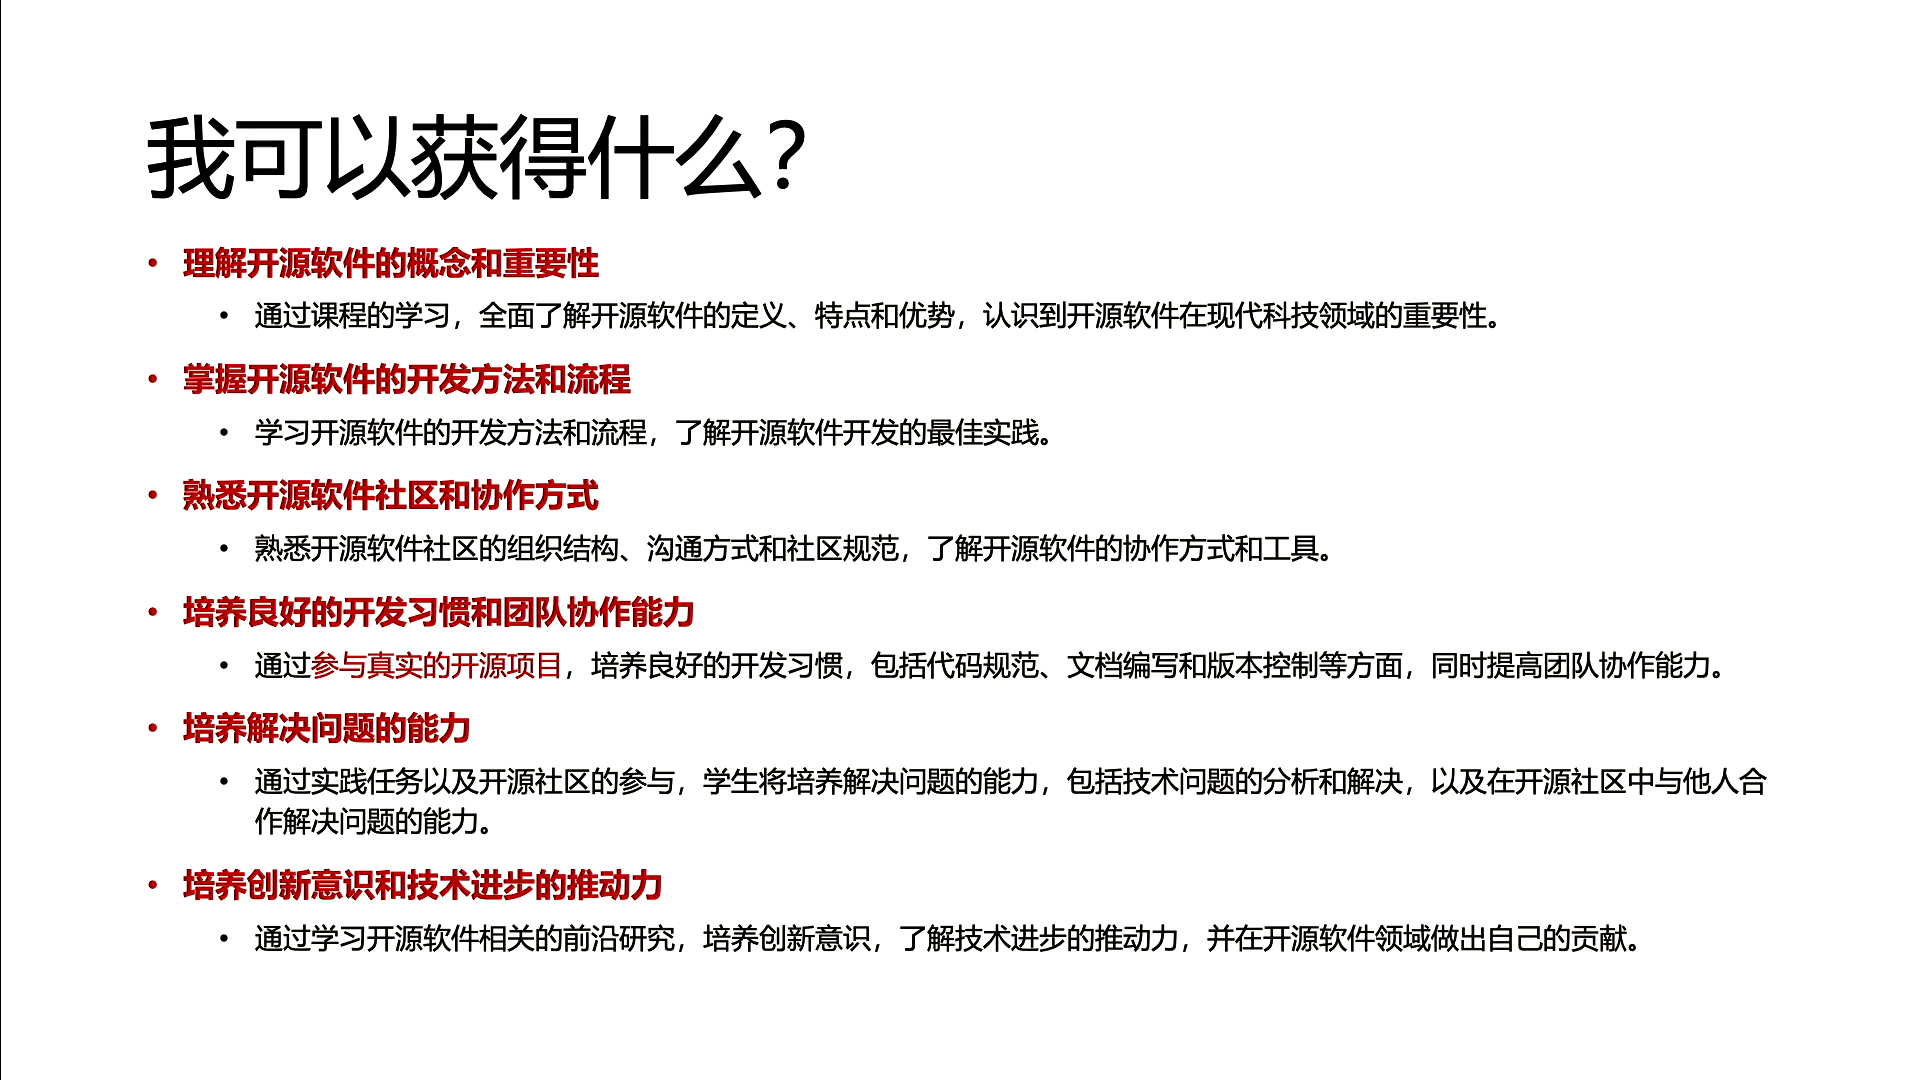 我可以获得什么？
• 理解开源软件的概念和重要性
• 通过课程的学习，全面了解开源软件的定义、特点和优势，认识到开源软件在现代科技领域的重要性。
• 掌握开源软件的开发方法和流程
• 学习开源软件的开发方法和流程，了解开源软件开发的最佳实践。
• 熟悉开源软件社区和协作方式
• 熟悉开源软件社区的组织结构、沟通方式和社区规范，了解开源软件的协作方式和工具。
• 培养良好的开发习惯和团队协作能力
• 通过参与真实的开源项目，培养良好的开发习惯，包括代码规范、文档编写和版本控制等方面，同时提高团队协作能力。
• 培养解决问题的能力
• 通过实践任务以及开源社区的参与，学生将培养解决问题的能力，包括技术问题的分析和解决，以及在开源社区中与他人合
作解决问题的能力。
• 培养创新意识和技术进步的推动力
• 通过学习开源软件相关的前沿研究，培养创新意识，了解技术进步的推动力，并在开源软件领域做出自己的贡献。